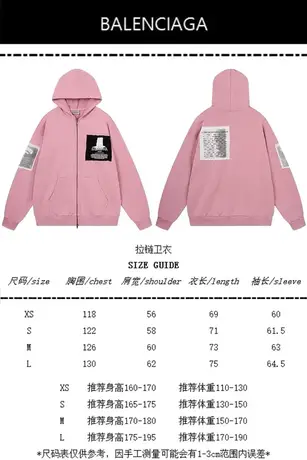 BALENCIAGA
拉链卫衣
SIZE GUIDE
尺码/size 胸围/chest 肩宽/shoulder 衣长/length 袖长/sleeve
XS 118 56 69 60
S 122 58 71 61.5
M 126 60 73 63
L 130 62 75 64.5
XS 推荐身高160-170 推荐体重110-130
S 推荐身高165-175 推荐体重130-150
M 推荐身高170-180 推荐体重150-170
L 推荐身高175-195 推荐体重170-190
*尺码表仅供参考，因手工测量可能会有1-3cm范围内误差*